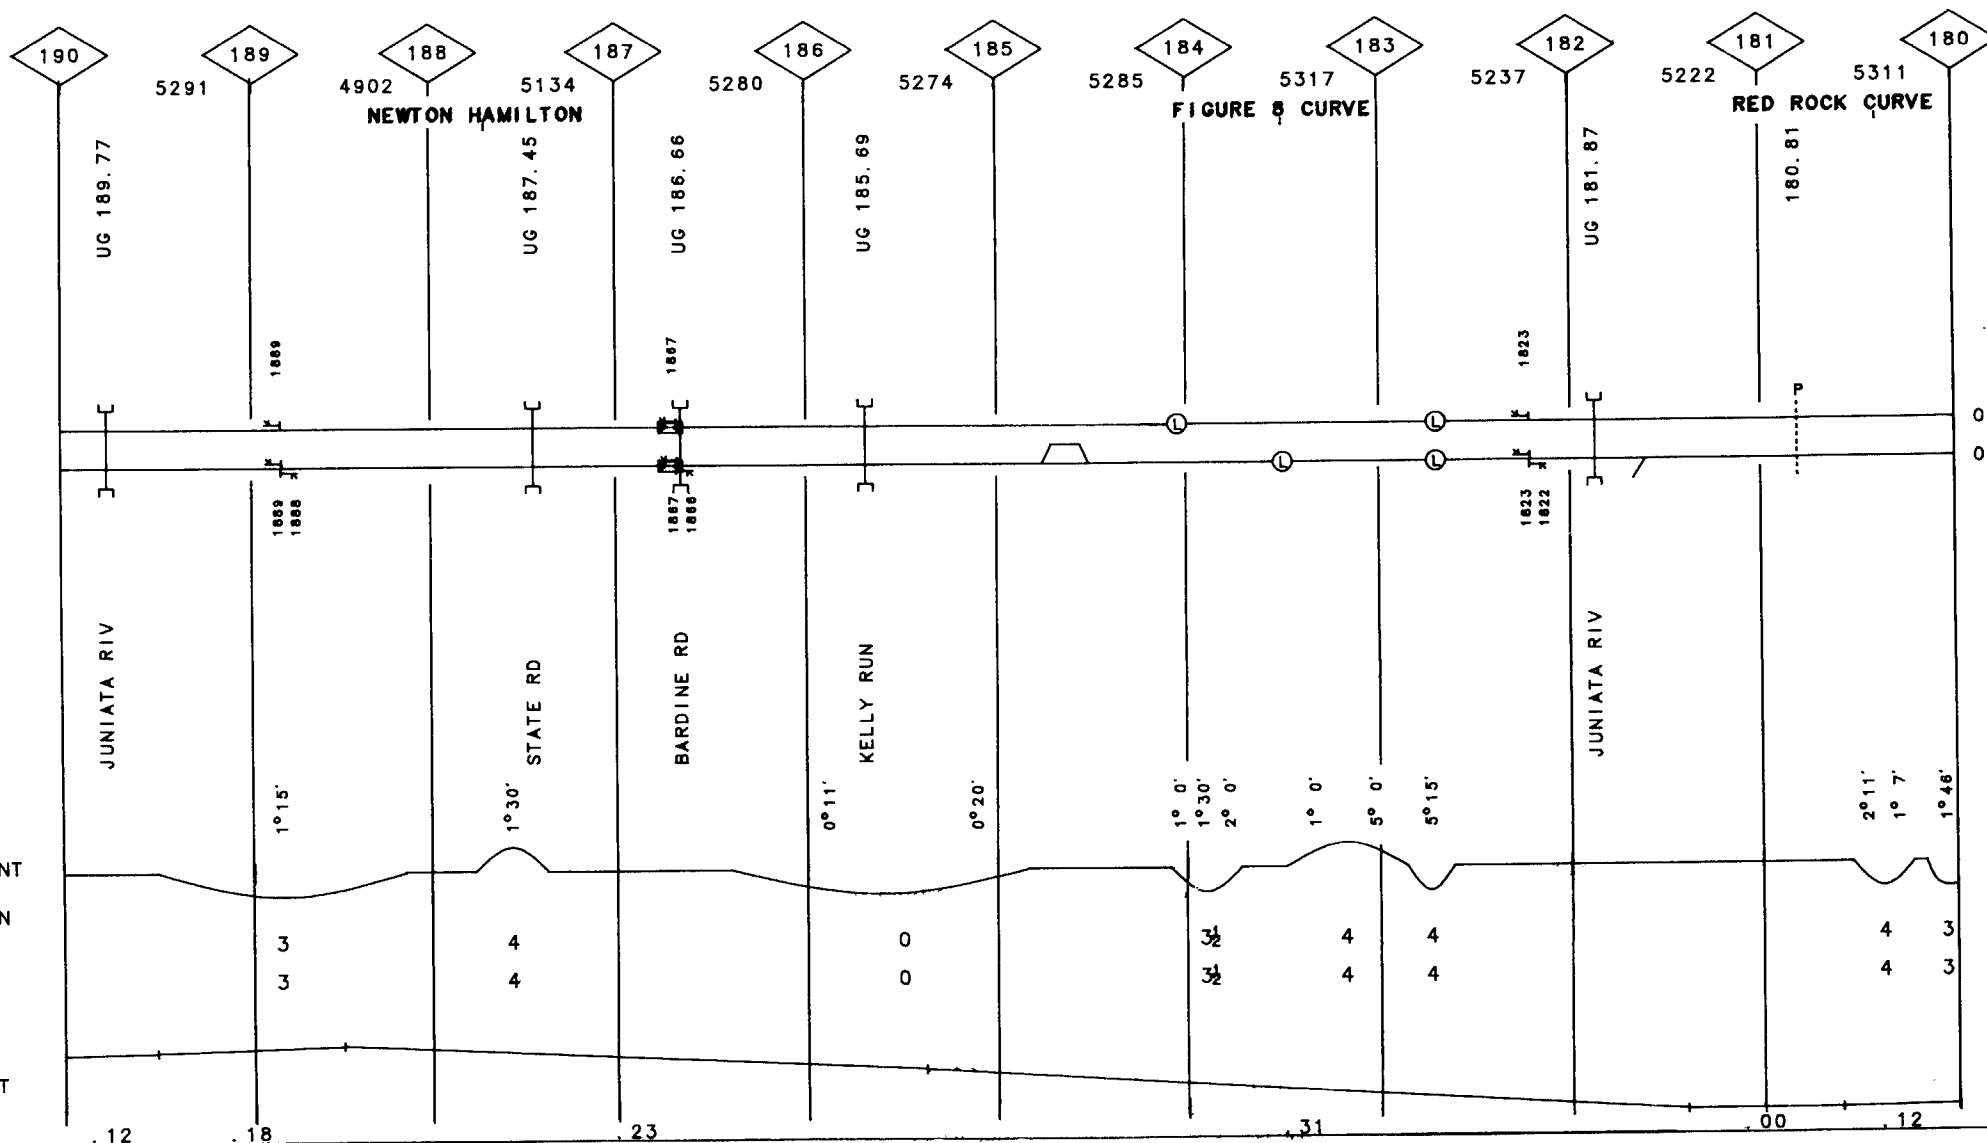 190 189 188 187 186 185 184 183 182 181 180
5291 4902 5134 5280 5274 5285 5317 5237 5222 5311
NEWTON HAMILTON FIGURE 8 CURVE RED ROCK CURVE
UG 189.77
UG 187.45
UG 186.66
UG 185.69
UG 181.87
180.81
1889
1867
1823
P
L
L
0
L
L
0
1889
1888
1867
1866
1823
1822
JUNIATA RIV
STATE RD
BARDINE RD
KELLY RUN
JUNIATA RIV
1°15'
1°30'
0°11'
0°20'
1° 0'
1°30'
2° 0'
1° 0'
5° 0'
5°15'
2°11'
1° 7'
1°46'
NT
N
3 4 0 3½ 4 4 4 3
3 4 0 3½ 4 4 4 3
T
.12 .18 .23 .31 .00 .12